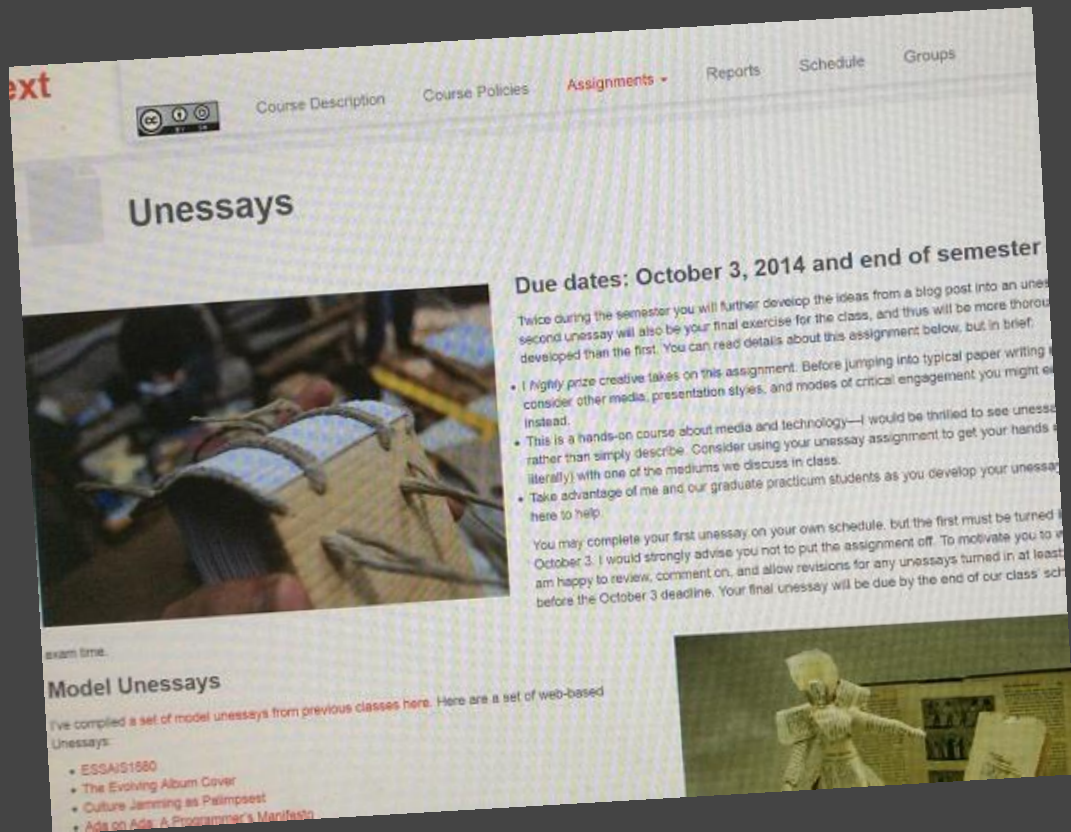 ext
BY SA
Course Description Course Policies Assignments Reports Schedule Groups
Unessays
Due dates: October 3, 2014 and end of semester
Twice during the semester you will further develop the ideas from a blog post into an unes
second unessay will also be your final exercise for the class, and thus will be more thorou
developed than the first. You can read details about this assignment below, but in brief:
• I highly prize creative takes on this assignment. Before jumping into typical paper writing
consider other media, presentation styles, and modes of critical engagement you might e
instead.
• This is a hands-on course about media and technology—I would be thrilled to see unessa
rather than simply describe. Consider using your unessay assignment to get your hands
literally) with one of the mediums we discuss in class.
• Take advantage of me and our graduate practicum students as you develop your unessay
here to help.
You may complete your first unessay on your own schedule, but the first must be turned
October 3. I would strongly advise you not to put the assignment off. To motivate you to w
am happy to review, comment on, and allow revisions for any unessays turned in at least
before the October 3 deadline. Your final unessay will be due by the end of our class' sch
exam time.
Model Unessays
I've compiled a set of model unessays from previous classes here. Here are a set of web-based
Unessays:
• ESSAIS1580
• The Evolving Album Cover
• Culture Jamming as Palimpsest
• Ada on Ada: A Programmer's Manifesto